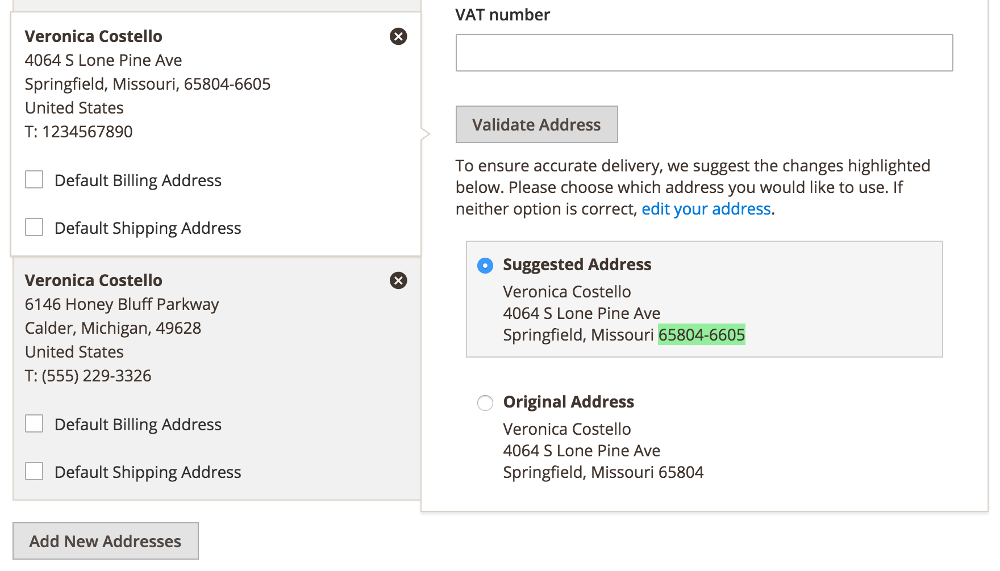 Veronica Costello
4064 S Lone Pine Ave
Springfield, Missouri, 65804-6605
United States
T: 1234567890
Default Billing Address
Default Shipping Address
Veronica Costello
6146 Honey Bluff Parkway
Calder, Michigan, 49628
United States
T: (555) 229-3326
Default Billing Address
Default Shipping Address
Add New Addresses
VAT number
Validate Address
To ensure accurate delivery, we suggest the changes highlighted
below. Please choose which address you would like to use. If
neither option is correct, edit your address.
Suggested Address
Veronica Costello
4064 S Lone Pine Ave
Springfield, Missouri 65804-6605
Original Address
Veronica Costello
4064 S Lone Pine Ave
Springfield, Missouri 65804